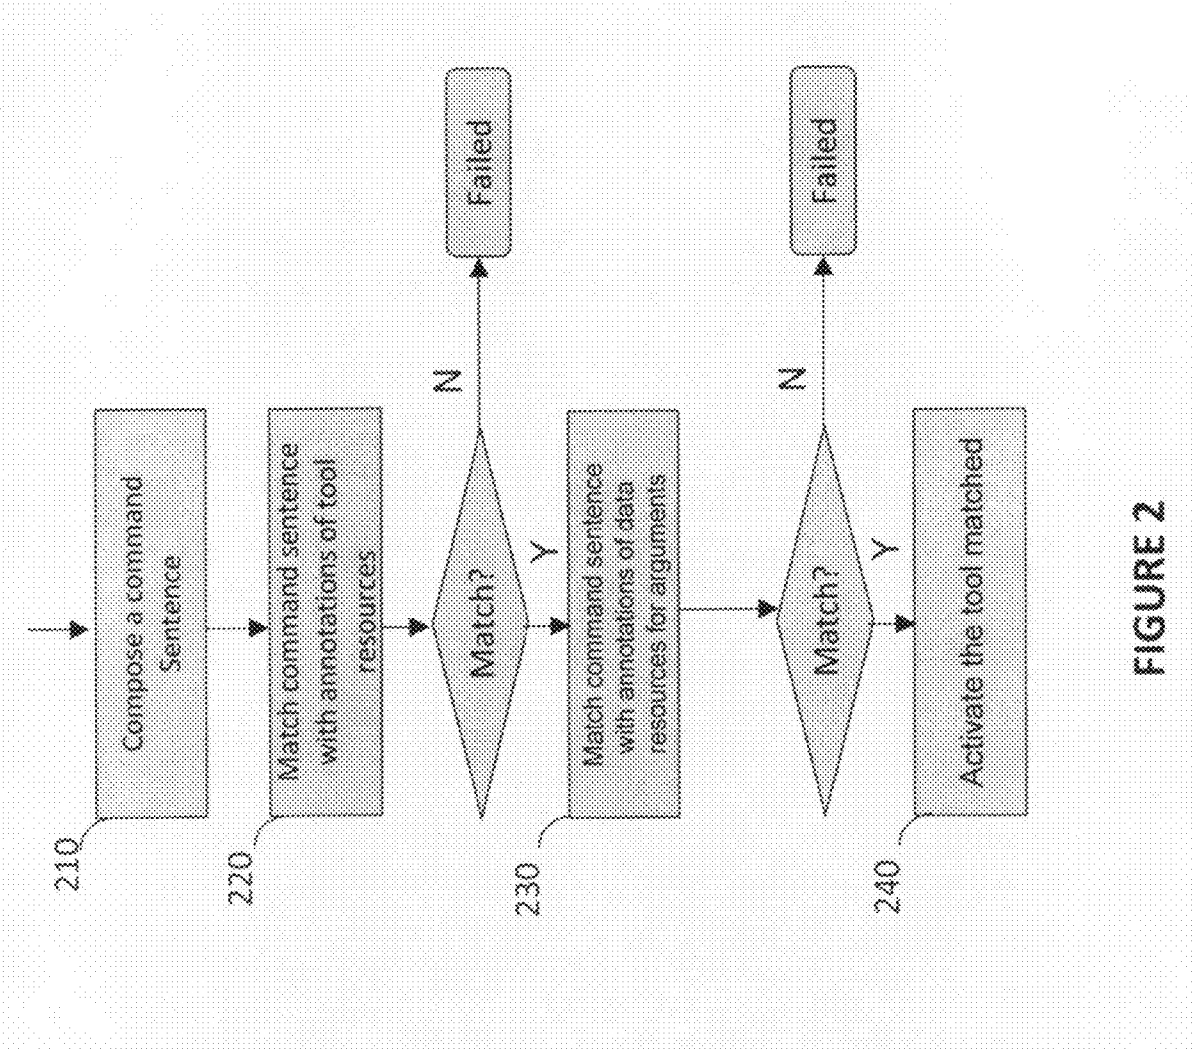 210
Compose a command
Sentence
220
Match command sentence
with annotations of tool
resources
Match?
N
Failed
Y
230
Match command sentence
with annotations of data
resources for arguments
Match?
N
Failed
Y
240
Activate the tool matched
FIGURE 2